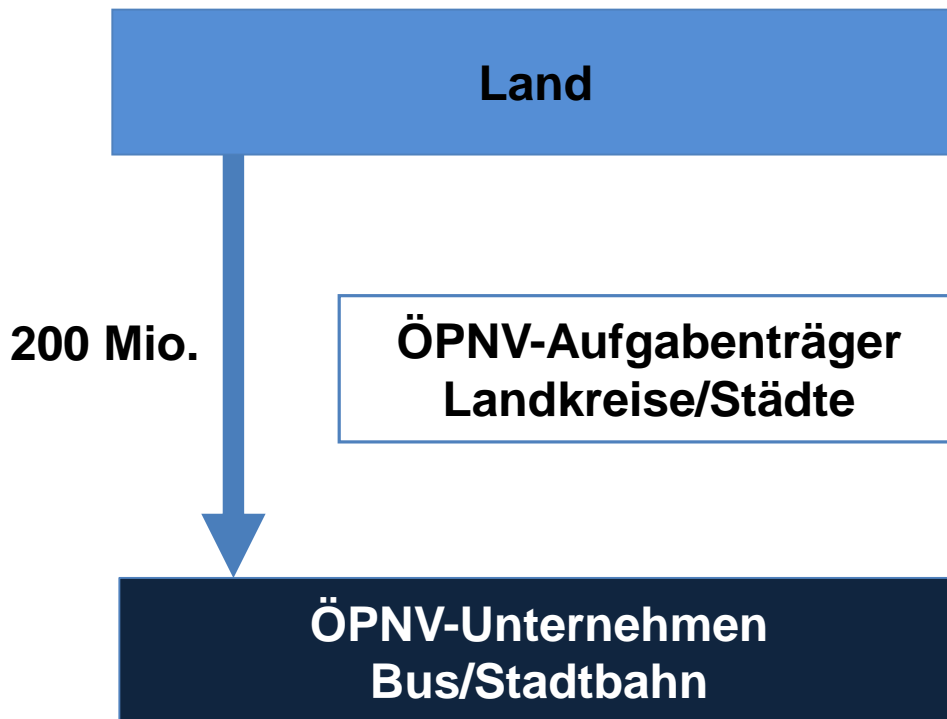 Land
200 Mio.
ÖPNV-Aufgabenträger
Landkreise/Städte
ÖPNV-Unternehmen
Bus/Stadtbahn